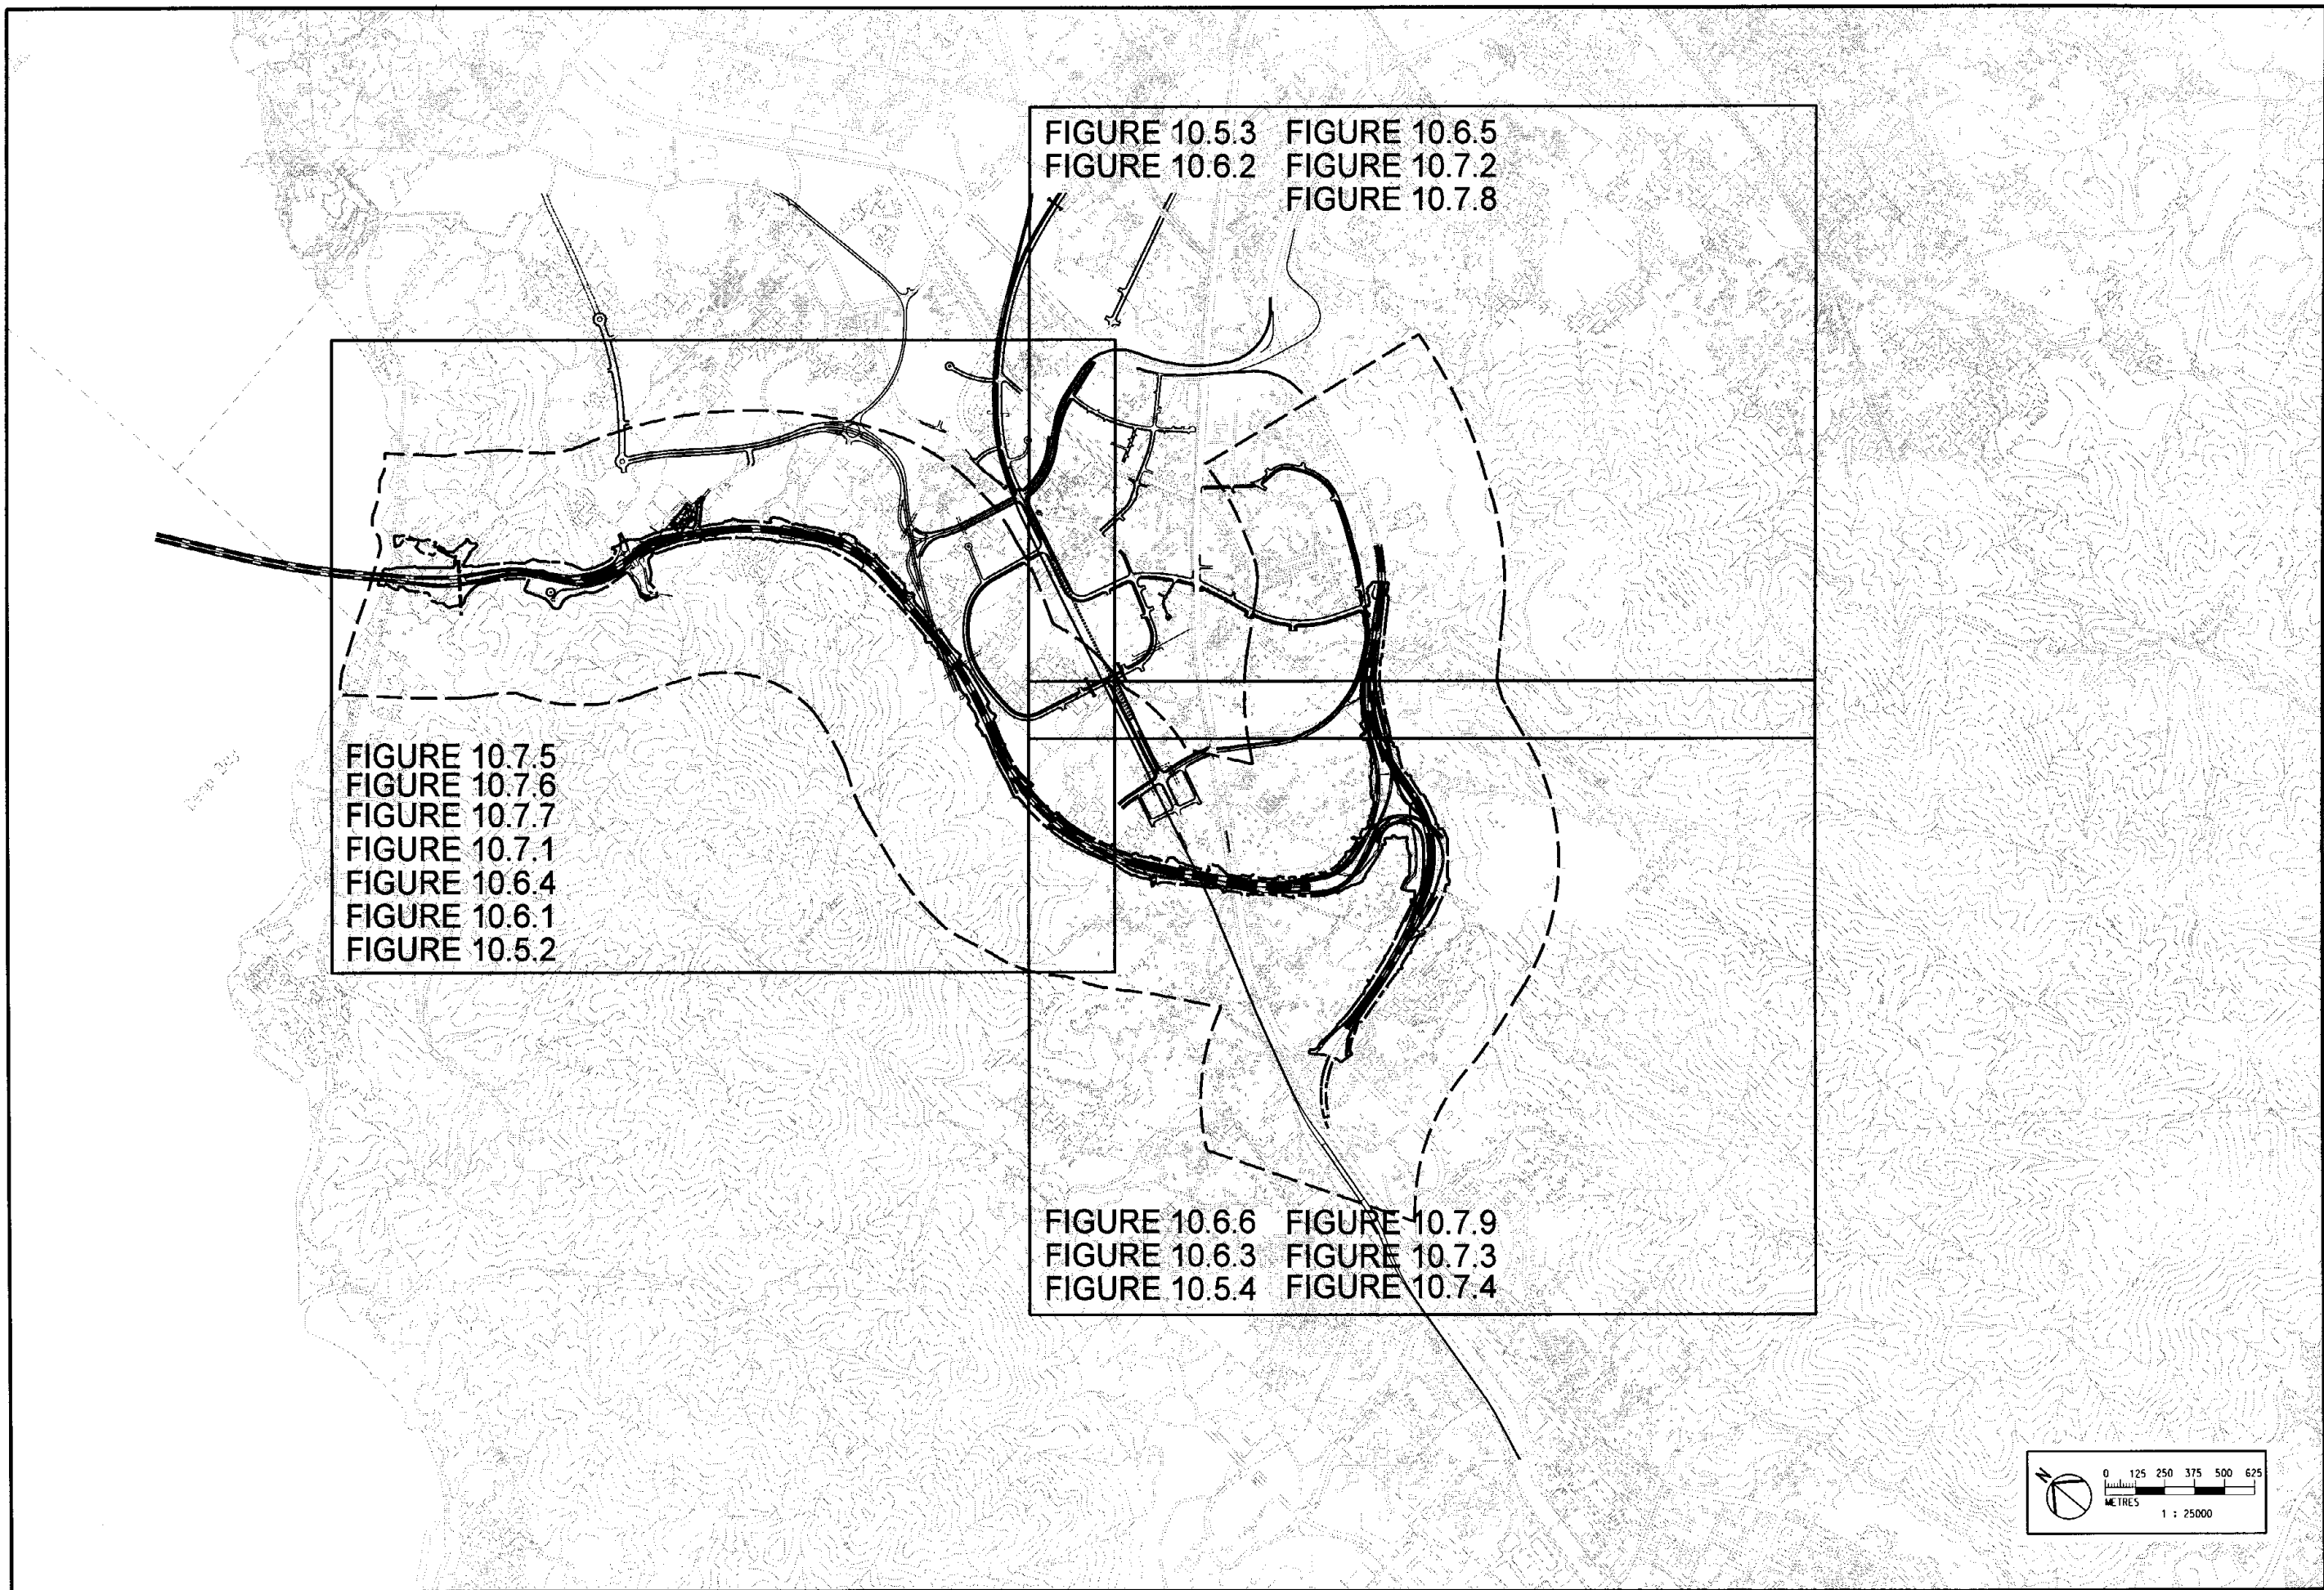 FIGURE 10.5.3 FIGURE 10.6.5
FIGURE 10.6.2 FIGURE 10.7.2
FIGURE 10.7.8
FIGURE 10.7.5
FIGURE 10.7.6
FIGURE 10.7.7
FIGURE 10.7.1
FIGURE 10.6.4
FIGURE 10.6.1
FIGURE 10.5.2
FIGURE 10.6.6 FIGURE 10.7.9
FIGURE 10.6.3 FIGURE 10.7.3
FIGURE 10.5.4 FIGURE 10.7.4
N
0 125 250 375 500 625
METRES
1 : 25000